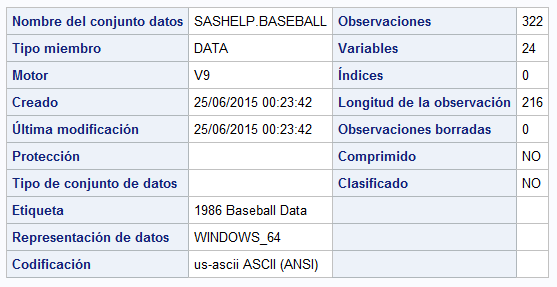 Nombre del conjunto datos SASHELP.BASEBALL Observaciones 322
Tipo miembro DATA Variables 24
Motor V9 Índices 0
Creado 25/06/2015 00:23:42 Longitud de la observación 216
Última modificación 25/06/2015 00:23:42 Observaciones borradas 0
Protección Comprimido NO
Tipo de conjunto de datos Clasificado NO
Etiqueta 1986 Baseball Data
Representación de datos WINDOWS_64
Codificación us-ascii ASCII (ANSI)